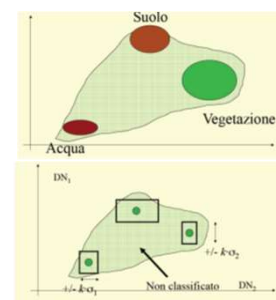 Suolo
Vegetazione
Acqua
DN1
+/- k·σ2
+/- k·σ1
Non classificato
DN2